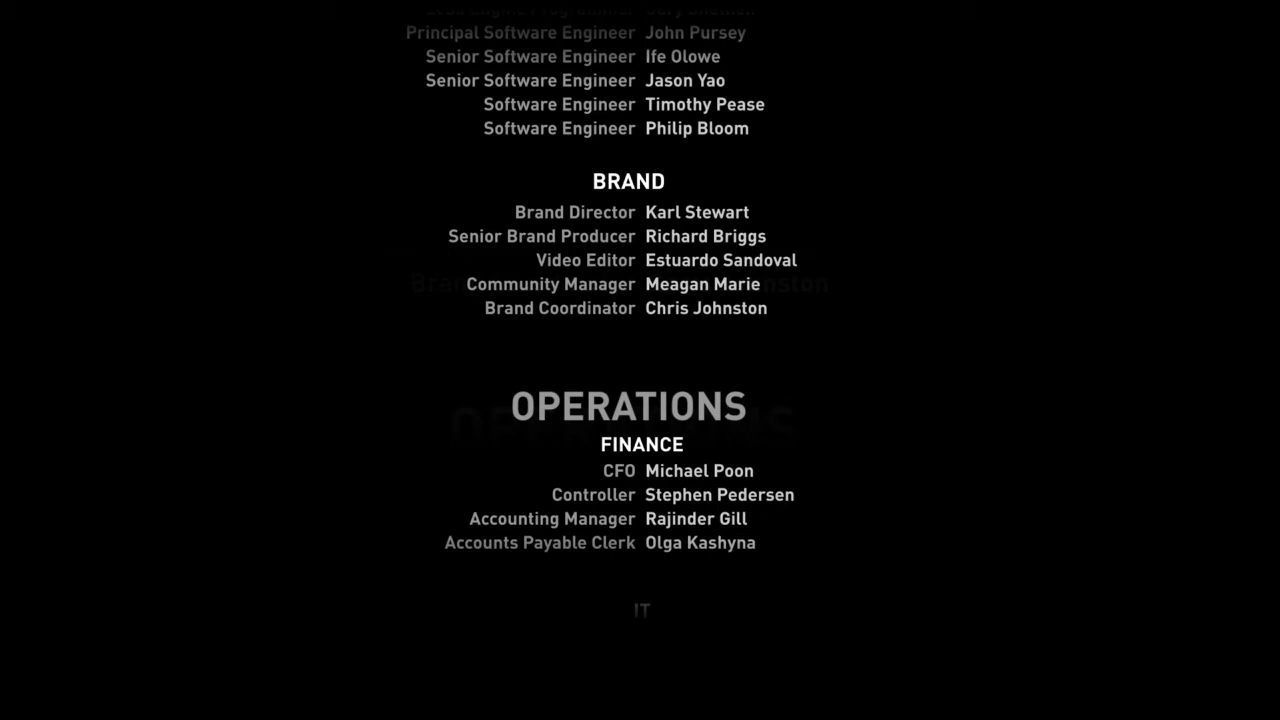 Principal Software Engineer John Pursey
Senior Software Engineer Ife Olowe
Senior Software Engineer Jason Yao
Software Engineer Timothy Pease
Software Engineer Philip Bloom
BRAND
Brand Director Karl Stewart
Senior Brand Producer Richard Briggs
Video Editor Estuardo Sandoval
Community Manager Meagan Marie
Brand Coordinator Chris Johnston
OPERATIONS
FINANCE
CFO Michael Poon
Controller Stephen Pedersen
Accounting Manager Rajinder Gill
Accounts Payable Clerk Olga Kashyna
IT